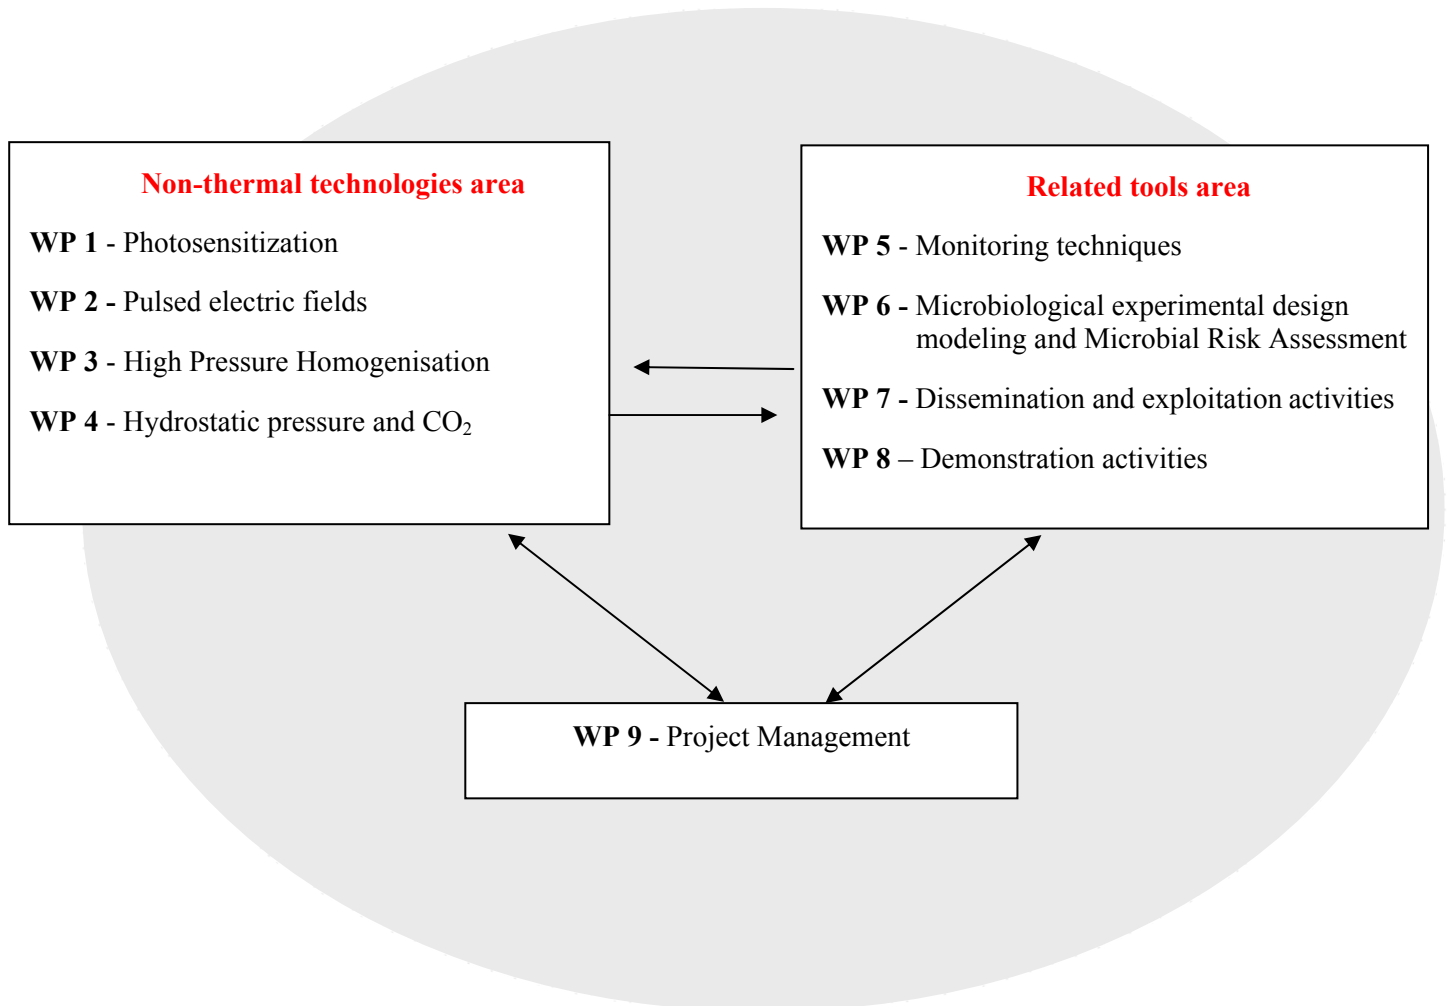 Non-thermal technologies area
WP 1 - Photosensitization
WP 2 - Pulsed electric fields
WP 3 - High Pressure Homogenisation
WP 4 - Hydrostatic pressure and CO₂
Related tools area
WP 5 - Monitoring techniques
WP 6 - Microbiological experimental design
modeling and Microbial Risk Assessment
WP 7 - Dissemination and exploitation activities
WP 8 – Demonstration activities
WP 9 - Project Management